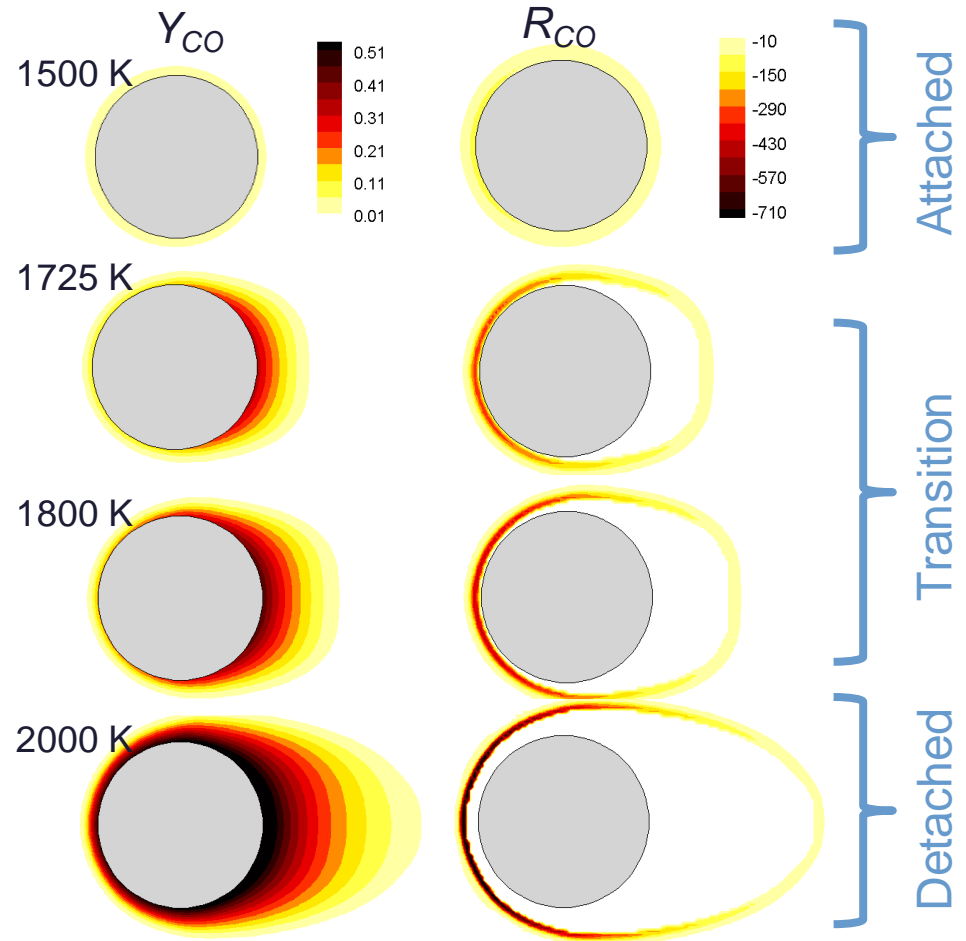 Y_CO
R_CO
1500 K
0.51
0.41
0.31
0.21
0.11
0.01
-10
-150
-290
-430
-570
-710
Attached
1725 K
1800 K
Transition
2000 K
Detached